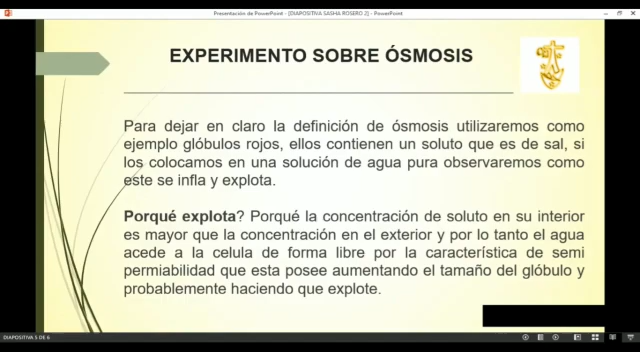 Presentación de PowerPoint - [DIAPOSITIVA SASHA ROSERO 2] - PowerPoint
EXPERIMENTO SOBRE ÓSMOSIS
Para dejar en claro la definición de ósmosis utilizaremos como
ejemplo glóbulos rojos, ellos contienen un soluto que es de sal, si
los colocamos en una solución de agua pura observaremos como
este se infla y explota.
Porqué explota? Porqué la concentración de soluto en su interior
es mayor que la concentración en el exterior y por lo tanto el agua
accede a la celula de forma libre por la característica de semi
permiabilidad que esta posee aumentando el tamaño del glóbulo y
probablemente haciendo que explote.
DIAPOSITIVA 5 DE 6